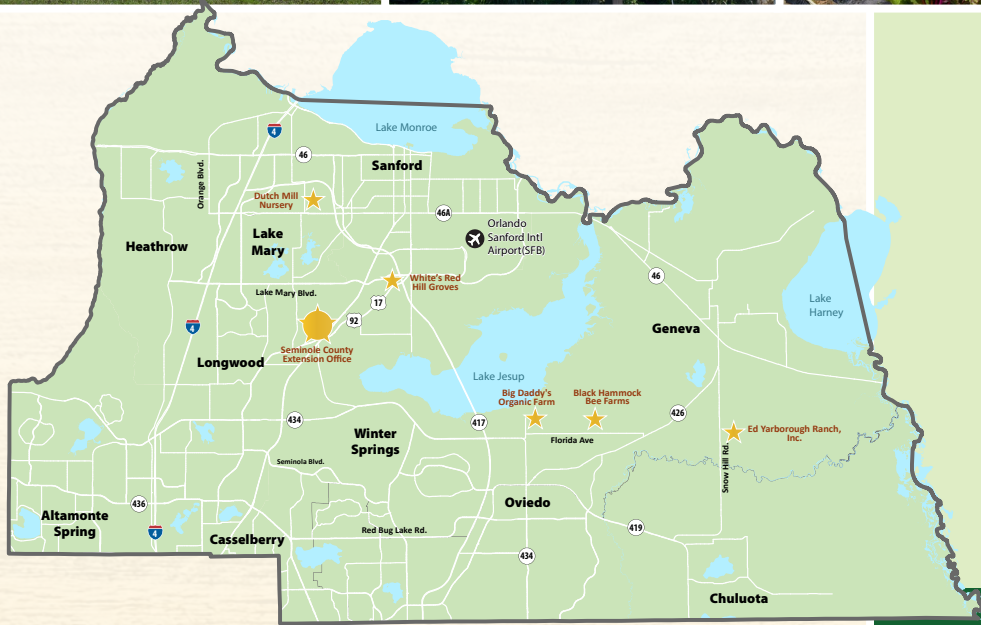 Lake Monroe
4
46
Sanford
Orange Blvd.
Dutch Mill
Nursery
46A
Orlando
Sanford Intl
Airport(SFB)
Lake
Mary
Heathrow
46
White's Red
Hill Groves
Lake Mary Blvd.
17
92
Lake
Harney
4
Geneva
Seminole County
Extension Office
Longwood
Lake Jesup
Big Daddy's
Organic Farm
Black Hammock
Bee Farms
426
434
417
Ed Yarborough Ranch,
Inc.
Florida Ave
Winter
Springs
Seminola Blvd.
Snow Hill Rd.
436
Oviedo
Altamonte
Spring
4
Casselberry
Red Bug Lake Rd.
419
434
Chuluota